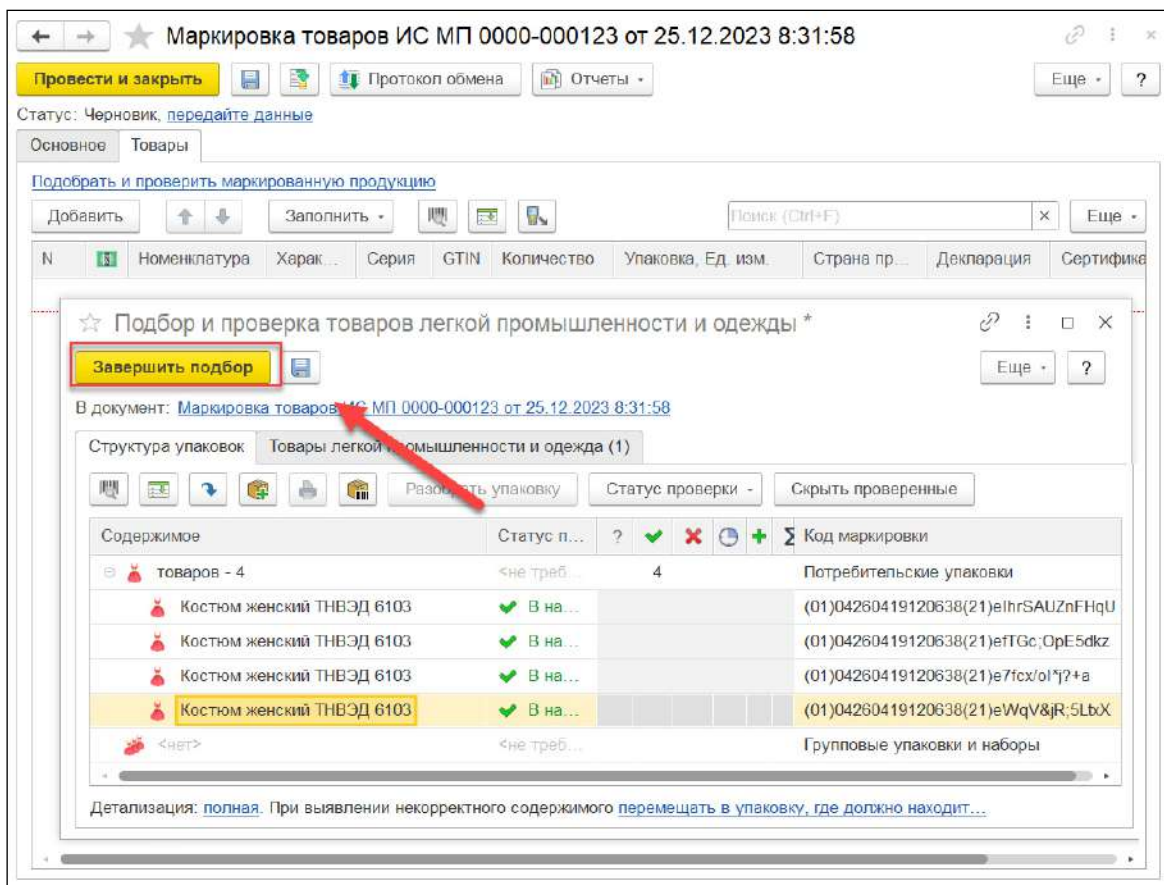 Маркировка товаров ИС МП 0000-000123 от 25.12.2023 8:31:58
Провести и закрыть Протокол обмена Отчеты Еще ?
Статус: Черновик, передайте данные
Основное Товары
Подобрать и проверить маркированную продукцию
Добавить Заполнить Поиск (Ctrl+F) × Еще
N Номенклатура Харак... Серия GTIN Количество Упаковка, Ед. изм. Страна пр... Декларация Сертифика
Подбор и проверка товаров легкой промышленности и одежды *
Завершить подбор Еще ?
В документ: Маркировка товаров ИС МП 0000-000123 от 25.12.2023 8:31:58
Структура упаковок Товары легкой промышленности и одежда (1)
Разобрать упаковку Статус проверки Скрыть проверенные
Содержимое Статус п... ? Σ Код маркировки
товаров - 4 <не треб... 4 Потребительские упаковки
Костюм женский ТНВЭД 6103 В на... (01)04260419120638(21)eIhrSAUZnFHqU
Костюм женский ТНВЭД 6103 В на... (01)04260419120638(21)efTGc;OpE5dkz
Костюм женский ТНВЭД 6103 В на... (01)04260419120638(21)e7fcx/oI*j?+a
Костюм женский ТНВЭД 6103 В на... (01)04260419120638(21)eWqV&jR;5LtxX
<нет> <не треб... Групповые упаковки и наборы
Детализация: полная. При выявлении некорректного содержимого перемещать в упаковку, где должно находит...